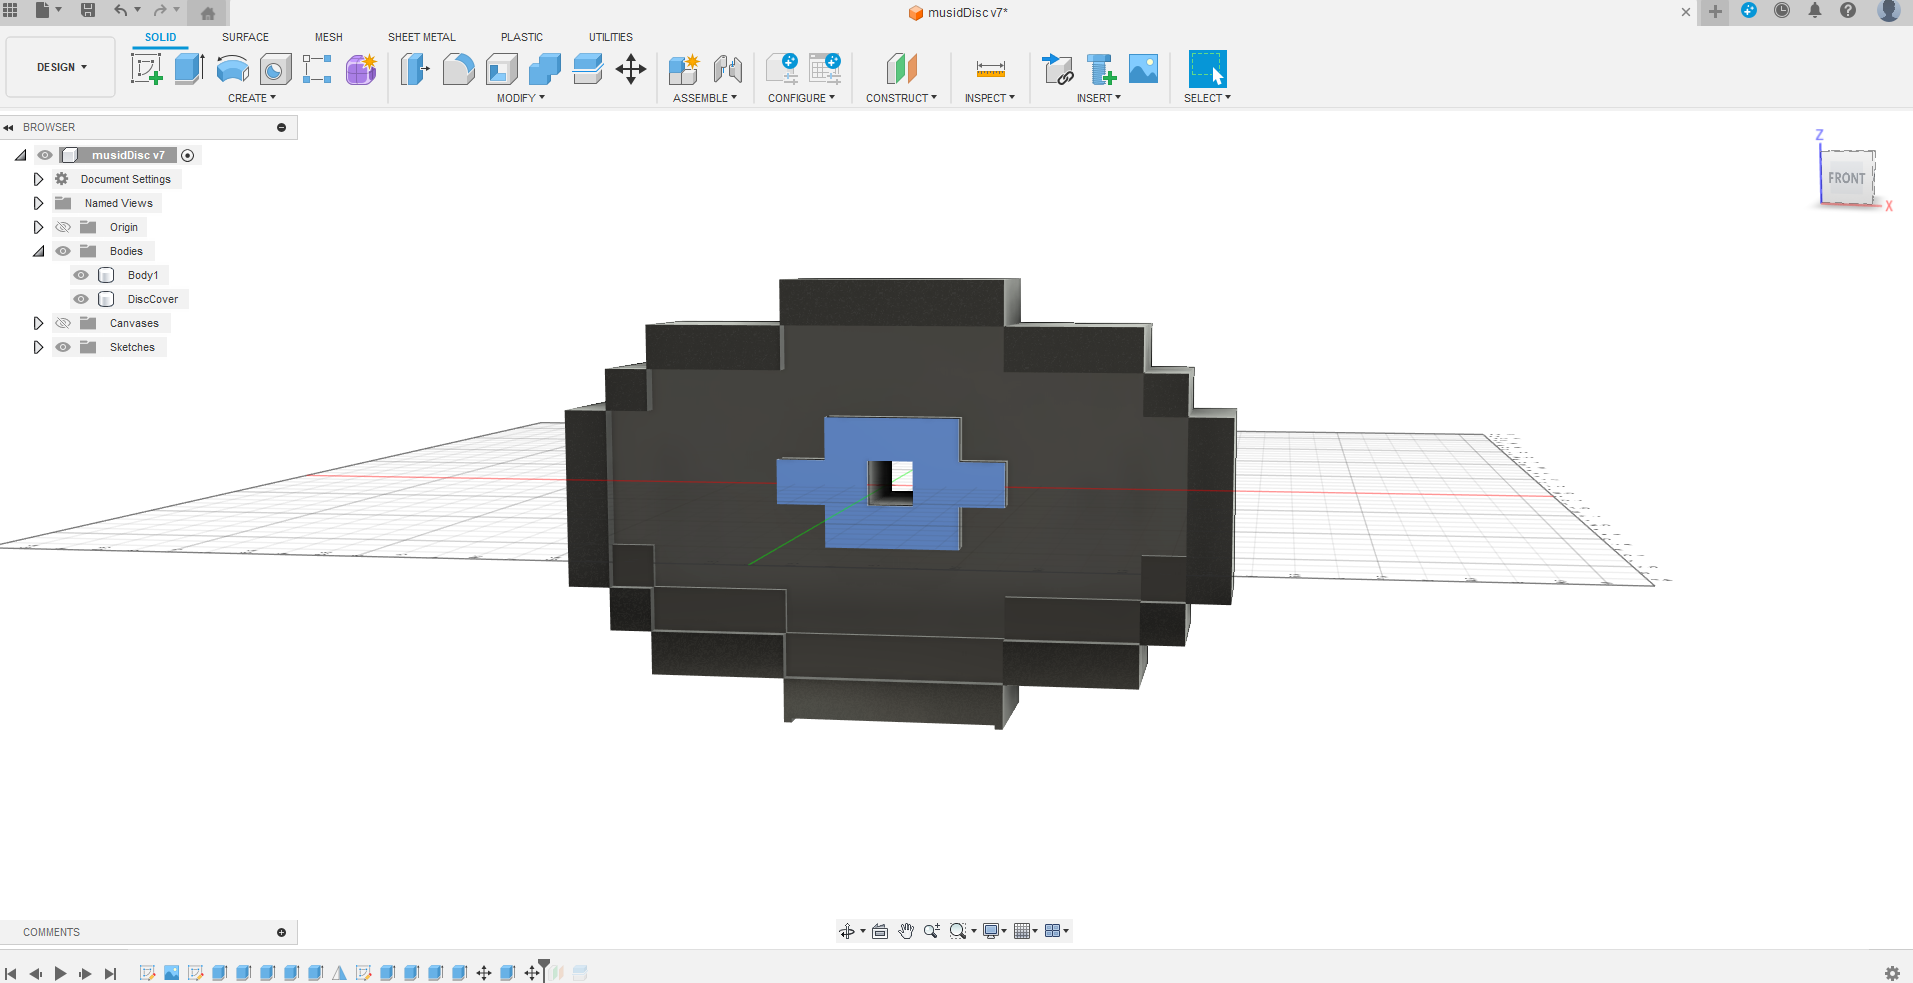 musidDisc v7*
DESIGN
SOLID
SURFACE
MESH
SHEET METAL
PLASTIC
UTILITIES
CREATE
MODIFY
ASSEMBLE
CONFIGURE
CONSTRUCT
INSPECT
INSERT
SELECT
BROWSER
musidDisc v7
Document Settings
Named Views
Origin
Bodies
Body1
DiscCover
Canvases
Sketches
Z
FRONT
X
COMMENTS